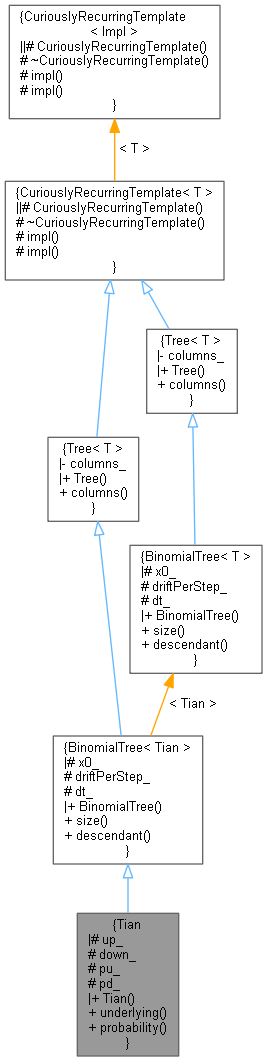 {CuriouslyRecurringTemplate
< Impl >
||# CuriouslyRecurringTemplate()
# ~CuriouslyRecurringTemplate()
# impl()
# impl()
}
< T >
{CuriouslyRecurringTemplate< T >
||# CuriouslyRecurringTemplate()
# ~CuriouslyRecurringTemplate()
# impl()
# impl()
}
{Tree< T >
|- columns_
|+ Tree()
+ columns()
}
{Tree< T >
|- columns_
|+ Tree()
+ columns()
}
{BinomialTree< T >
|# x0_
# driftPerStep_
# dt_
|+ BinomialTree()
+ size()
+ descendant()
}
< Tian >
{BinomialTree< Tian >
|# x0_
# driftPerStep_
# dt_
|+ BinomialTree()
+ size()
+ descendant()
}
{Tian
|# up_
# down_
# pu_
# pd_
|+ Tian()
+ underlying()
+ probability()
}